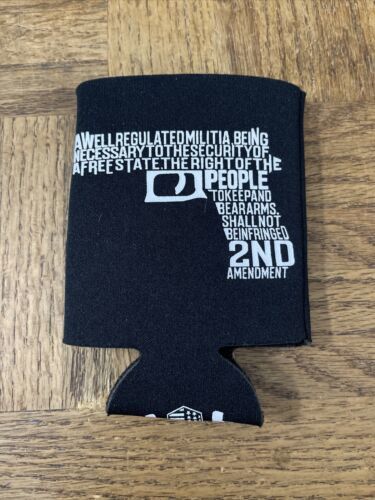 A WELL REGULATED MILITIA, BEING
NECESSARY TO THE SECURITY OF
A FREE STATE, THE RIGHT OF THE
PEOPLE
TO KEEP AND
BEAR ARMS,
SHALL NOT
BE INFRINGED
2ND
AMENDMENT